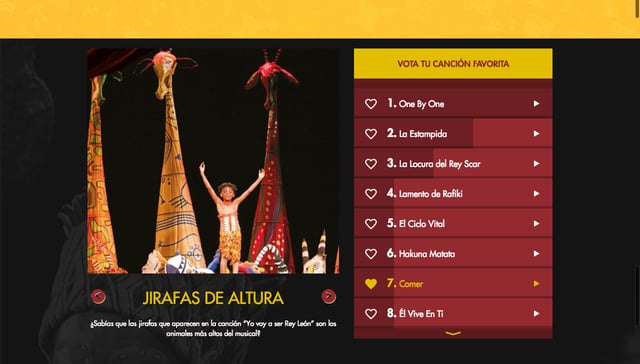 VOTA TU CANCIÓN FAVORITA
1. One By One
2. La Estampida
3. La Locura del Rey Scar
4. Lamento de Rafiki
5. El Ciclo Vital
6. Hakuna Matata
7. Comer
8. Él Vive En Ti
JIRAFAS DE ALTURA
¿Sabías que las jirafas que aparecen en la canción "Yo voy a ser Rey León" son los
animales más altos del musical?